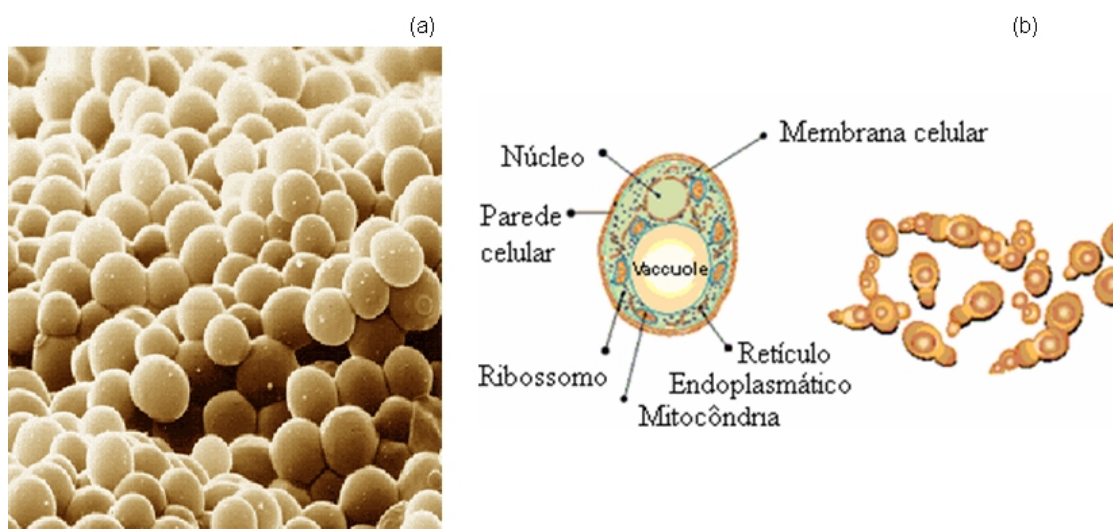 (a)
(b)
Membrana celular
Núcleo
Parede
celular
Vaccuole
Retículo
Endoplasmático
Ribossomo
Mitocôndria